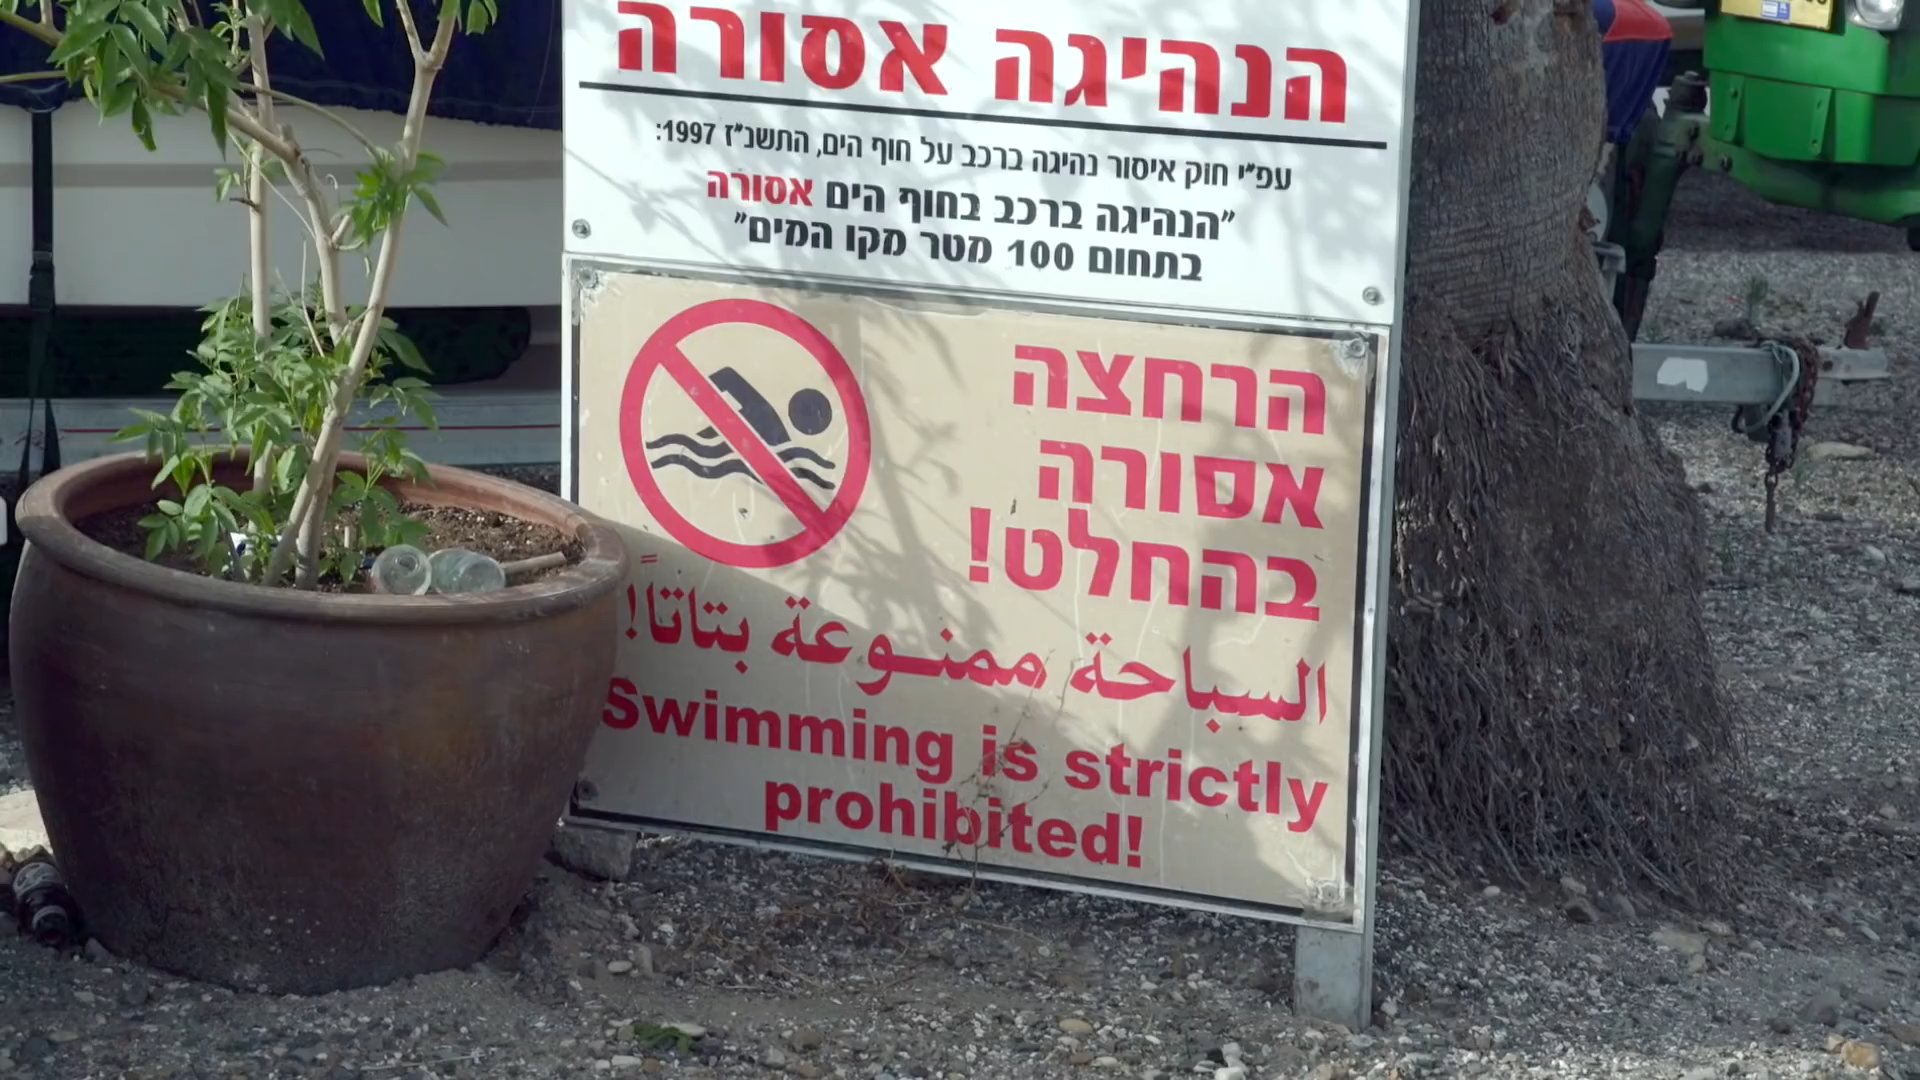 הנהיגה אסורה
עפ״י חוק איסור נהיגה ברכב על חוף הים, התשנ״ז 1997:
״הנהיגה ברכב בחוף הים אסורה
בתחום 100 מטר מקו המים״
הרחצה
אסורה
בהחלט!
السباحة ممنوعة بتاتا!
Swimming is strictly
prohibited!